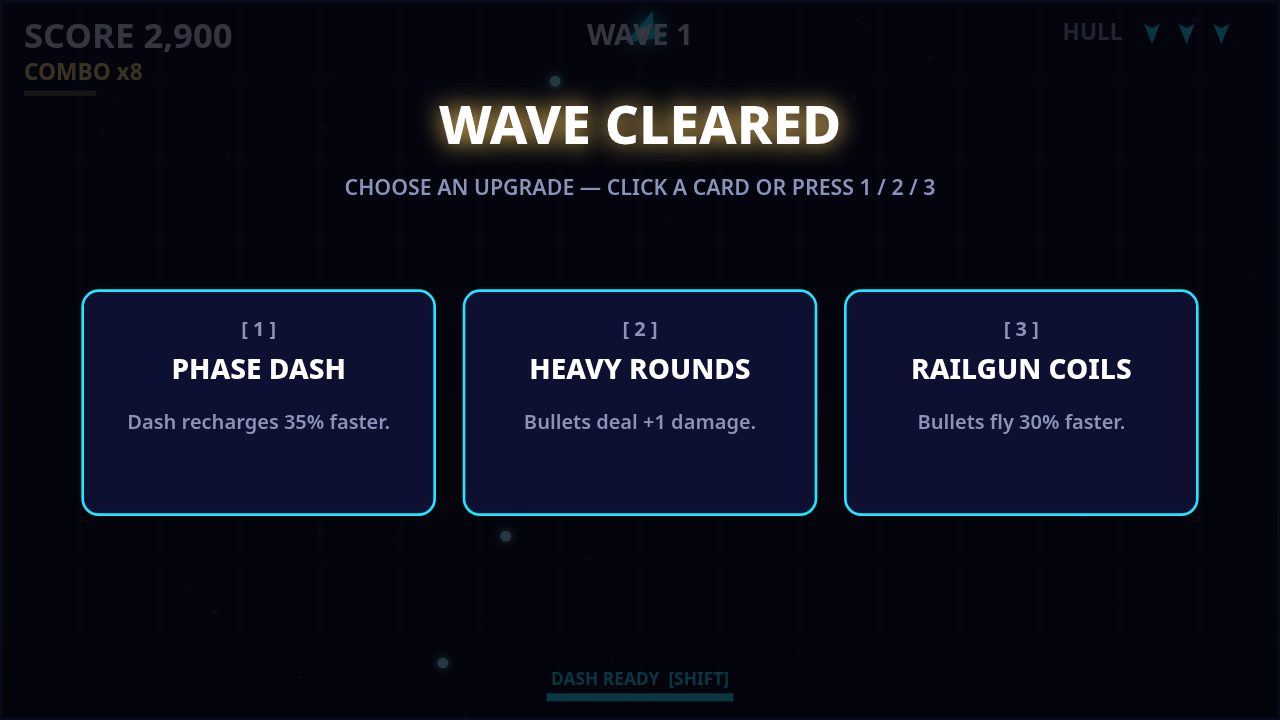 SCORE 2,900
WAVE 1
HULL
COMBO x8
WAVE CLEARED
CHOOSE AN UPGRADE — CLICK A CARD OR PRESS 1 / 2 / 3
[ 1 ]
PHASE DASH
Dash recharges 35% faster.
[ 2 ]
HEAVY ROUNDS
Bullets deal +1 damage.
[ 3 ]
RAILGUN COILS
Bullets fly 30% faster.
DASH READY [SHIFT]